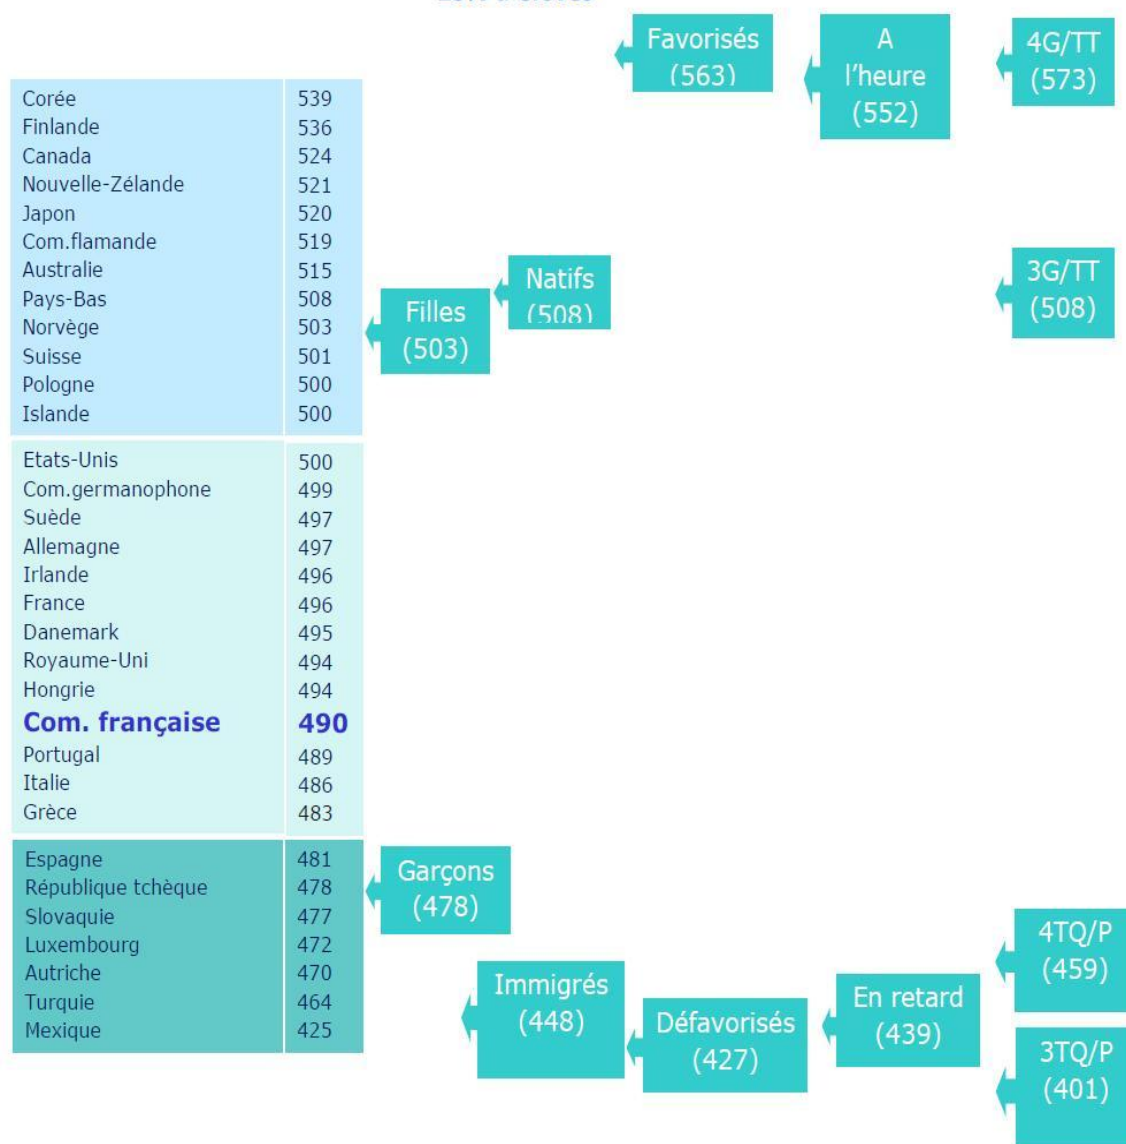 Favorisés
(563)
A
l'heure
(552)
4G/TT
(573)
Corée 539
Finlande 536
Canada 524
Nouvelle-Zélande 521
Japon 520
Com.flamande 519
Australie 515
Pays-Bas 508
Norvège 503
Suisse 501
Pologne 500
Islande 500
Filles
(503)
Natifs
(508)
3G/TT
(508)
Etats-Unis 500
Com.germanophone 499
Suède 497
Allemagne 497
Irlande 496
France 496
Danemark 495
Royaume-Uni 494
Hongrie 494
Com. française 490
Portugal 489
Italie 486
Grèce 483
Espagne 481
République tchèque 478
Slovaquie 477
Luxembourg 472
Autriche 470
Turquie 464
Mexique 425
Garçons
(478)
Immigrés
(448)
Défavorisés
(427)
En retard
(439)
4TQ/P
(459)
3TQ/P
(401)